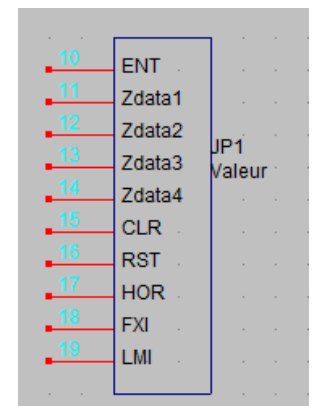 10 ENT
11 Zdata1
12 Zdata2
13 Zdata3
14 Zdata4
15 CLR
16 RST
17 HOR
18 FXI
19 LMI
JP1
Valeur